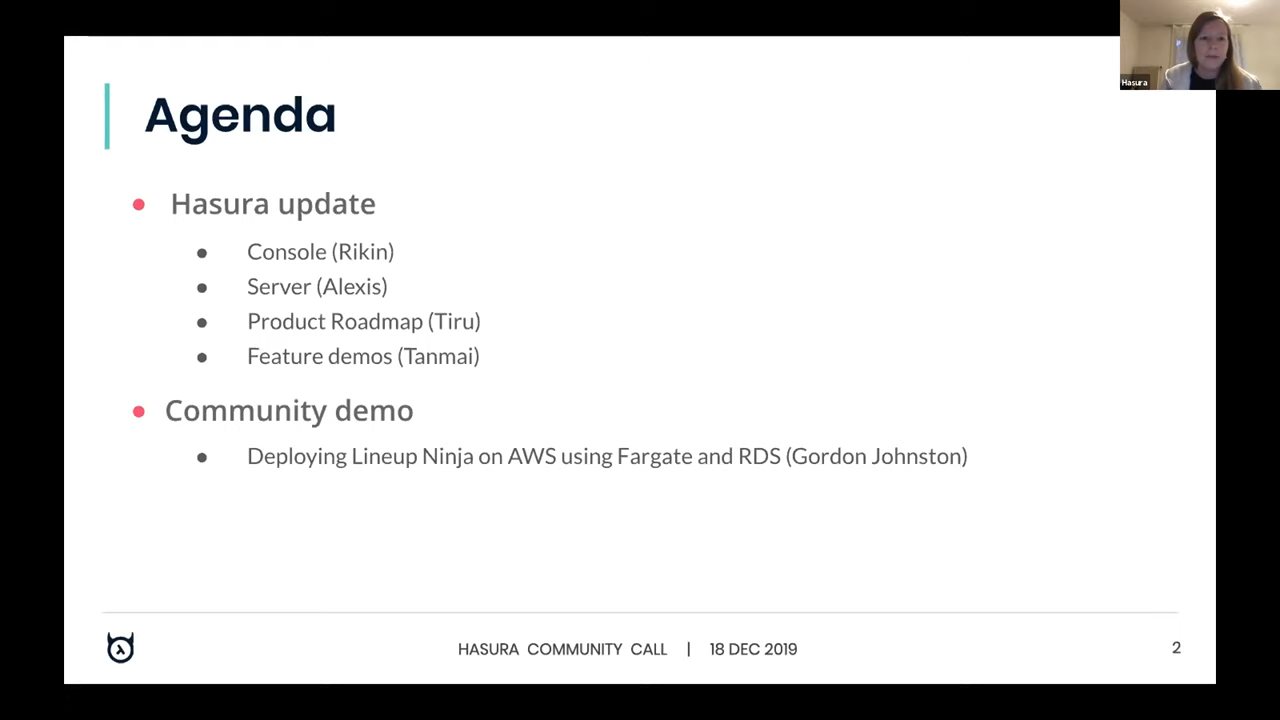 Agenda
Hasura
Hasura update
Console (Rikin)
Server (Alexis)
Product Roadmap (Tiru)
Feature demos (Tanmai)
Community demo
Deploying Lineup Ninja on AWS using Fargate and RDS (Gordon Johnston)
HASURA COMMUNITY CALL | 18 DEC 2019
2